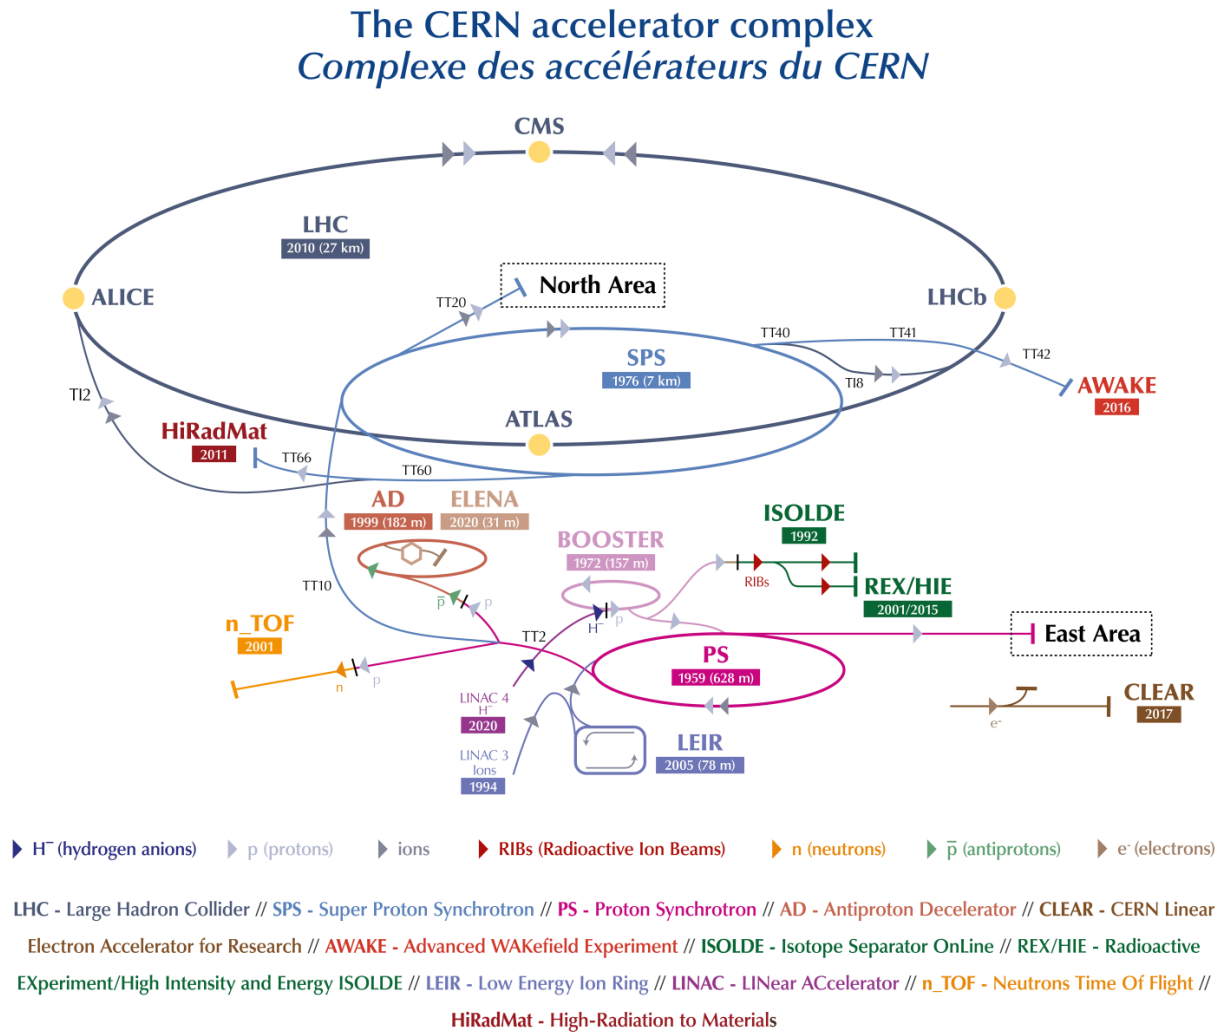 The CERN accelerator complex
Complexe des accélérateurs du CERN
CMS
LHC
2010 (27 km)
North Area
ALICE
LHCb
TT20
TT40
TT41
SPS
1976 (7 km)
TT42
TI8
AWAKE
2016
TI2
ATLAS
HiRadMat
2011
TT66
TT60
AD
1999 (182 m)
ELENA
2020 (31 m)
ISOLDE
1992
BOOSTER
1972 (157 m)
RIBs
REX/HIE
2001/2015
TT10
p̅
p
H⁻
p
n_TOF
2001
TT2
East Area
PS
1959 (628 m)
n
p
LINAC 4
H⁻
2020
CLEAR
2017
e⁻
LEIR
2005 (78 m)
LINAC 3
Ions
1994
H⁻ (hydrogen anions)
p (protons)
ions
RIBs (Radioactive Ion Beams)
n (neutrons)
p̅ (antiprotons)
e⁻ (electrons)
LHC - Large Hadron Collider // SPS - Super Proton Synchrotron // PS - Proton Synchrotron // AD - Antiproton Decelerator // CLEAR - CERN Linear
Electron Accelerator for Research // AWAKE - Advanced WAKefield Experiment // ISOLDE - Isotope Separator OnLine // REX/HIE - Radioactive
EXperiment/High Intensity and Energy ISOLDE // LEIR - Low Energy Ion Ring // LINAC - LINear ACcelerator // n_TOF - Neutrons Time Of Flight //
HiRadMat - High-Radiation to Materials